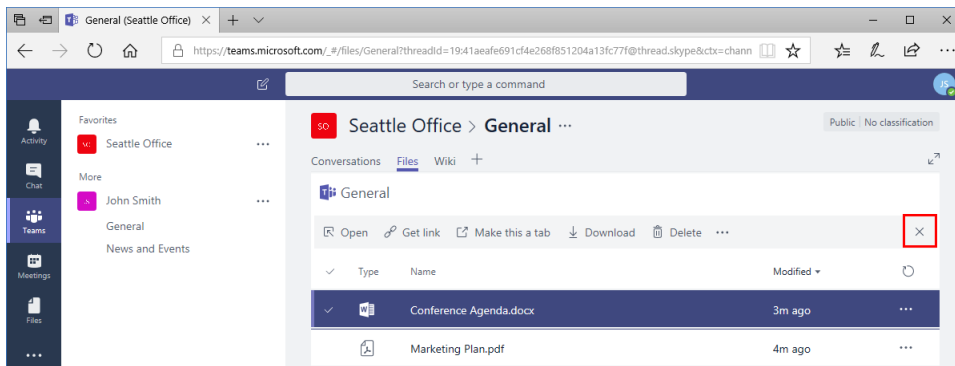 General (Seattle Office)
https://teams.microsoft.com/_#/files/General?threadId=19:41aeafe691cf4e268f851204a13fc77f@thread.skype&ctx=chann
Search or type a command
JS
Activity
Chat
Teams
Meetings
Files
Favorites
Seattle Office
More
John Smith
General
News and Events
SO Seattle Office > General
Public No classification
Conversations Files Wiki
General
Open Get link Make this a tab Download Delete
Type Name Modified
Conference Agenda.docx 3m ago
Marketing Plan.pdf 4m ago